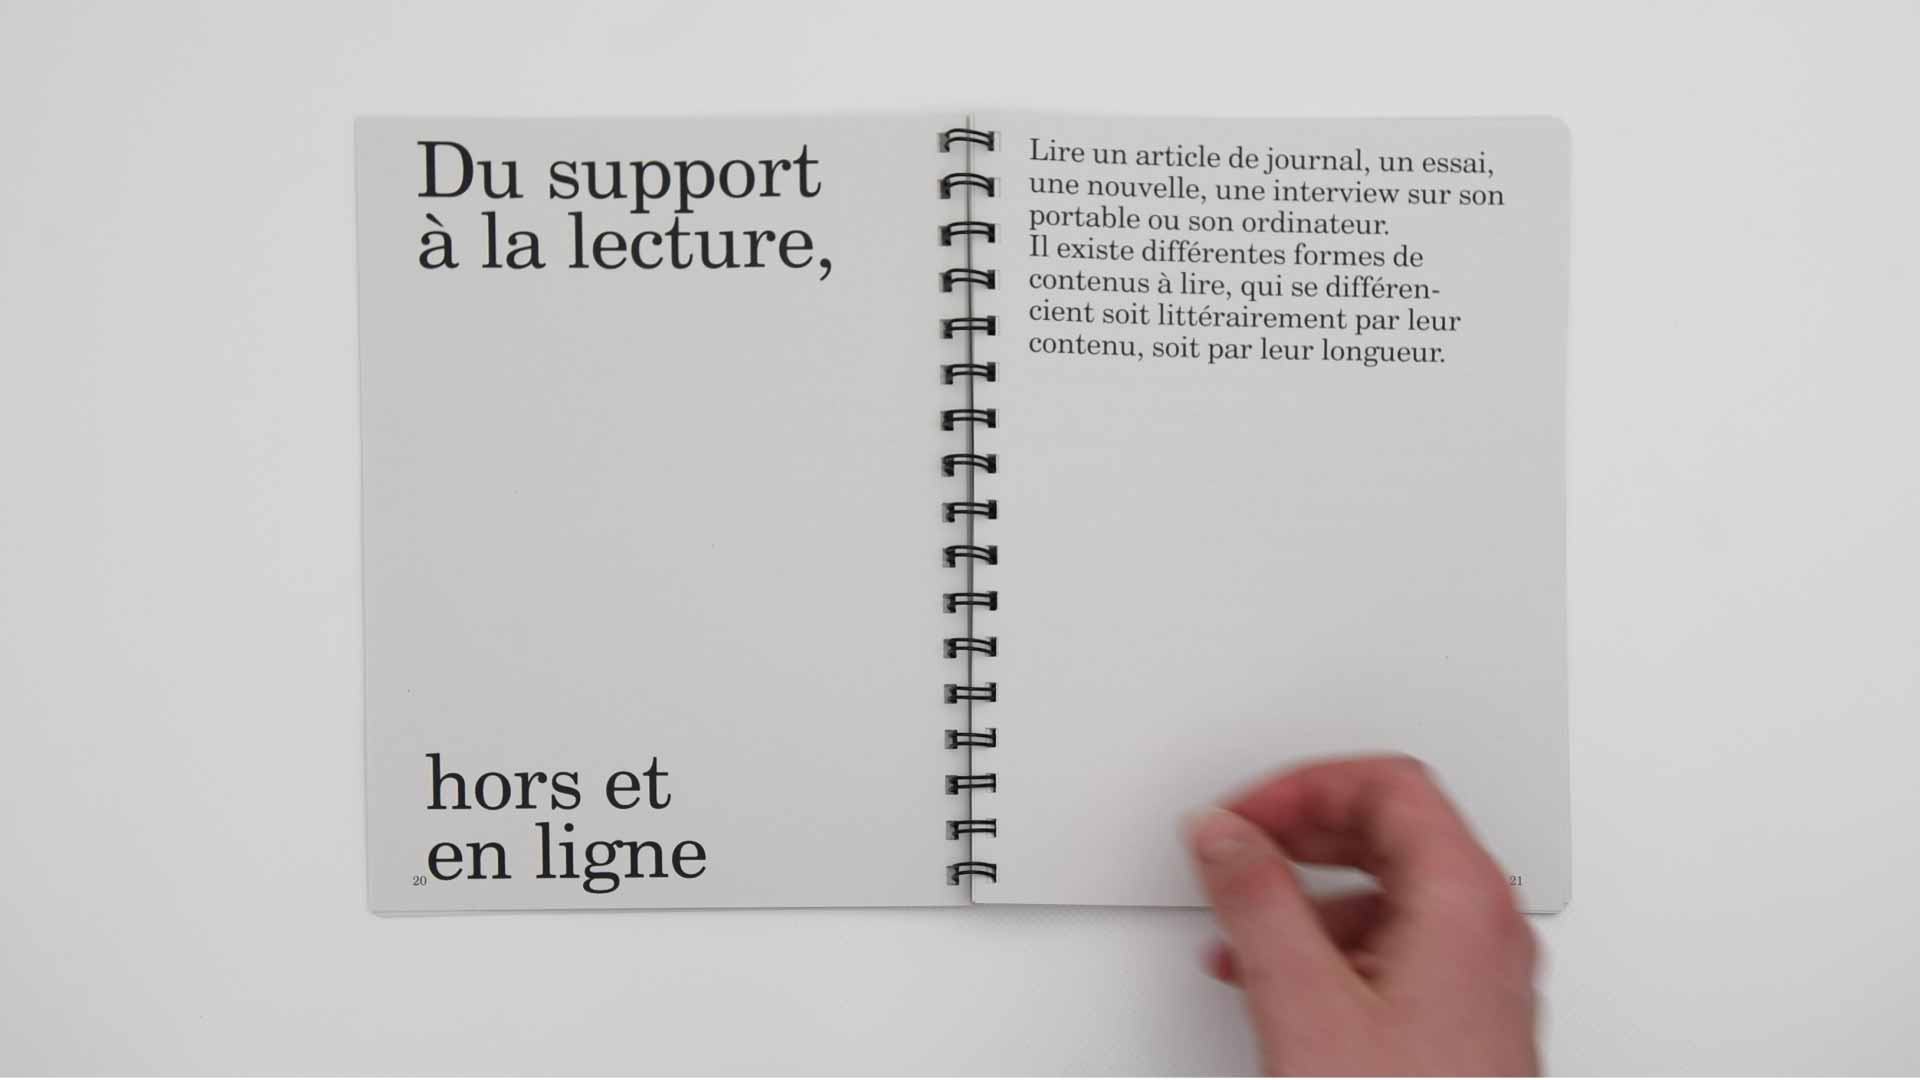 Du support
à la lecture,
hors et
en ligne
20
Lire un article de journal, un essai,
une nouvelle, une interview sur son
portable ou son ordinateur.
Il existe différentes formes de
contenus à lire, qui se différen-
cient soit littérairement par leur
contenu, soit par leur longueur.
21